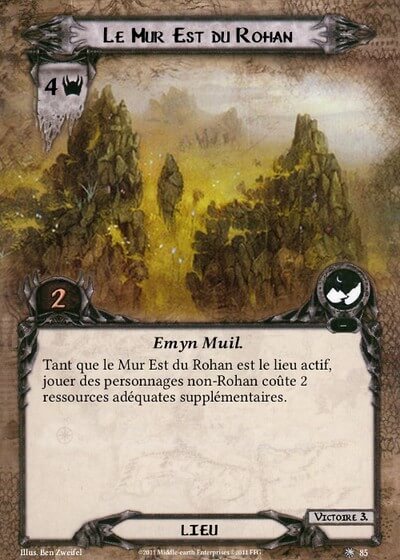 Le Mur Est du Rohan
4
2
Emyn Muil.
Tant que le Mur Est du Rohan est le lieu actif,
jouer des personnages non-Rohan coûte 2
ressources adéquates supplémentaires.
Victoire 3.
LIEU
Illus. Ben Zweifel
©2011 Middle-earth Enterprises ©2011 FFG
85